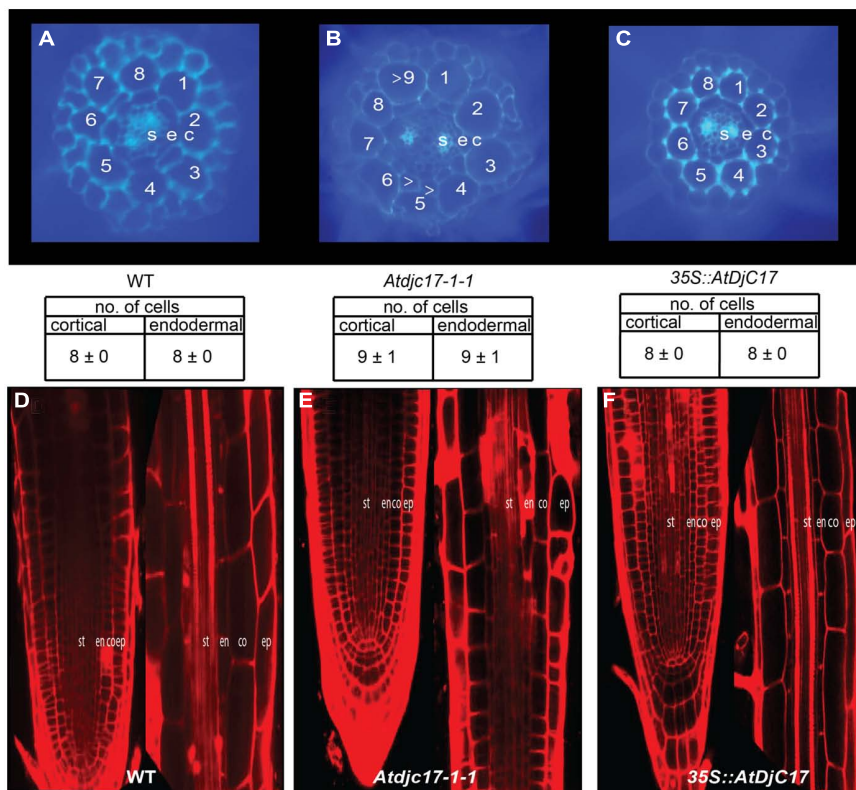 A B C
8
7 1
6 2
s e c
5 3
4
>9 1
8 2
7 s e c
6 > 3
> 4
5
8 1
7 2
s e c
6 3
5 4
WT Atdjc17-1-1 35S::AtDjC17
no. of cells
cortical endodermal
8 ± 0 8 ± 0
no. of cells
cortical endodermal
9 ± 1 9 ± 1
no. of cells
cortical endodermal
8 ± 0 8 ± 0
D E F
st en co ep
st en co ep
WT
st en co ep
st en co ep
Atdjc17-1-1
st en co ep
st en co ep
35S::AtDjC17